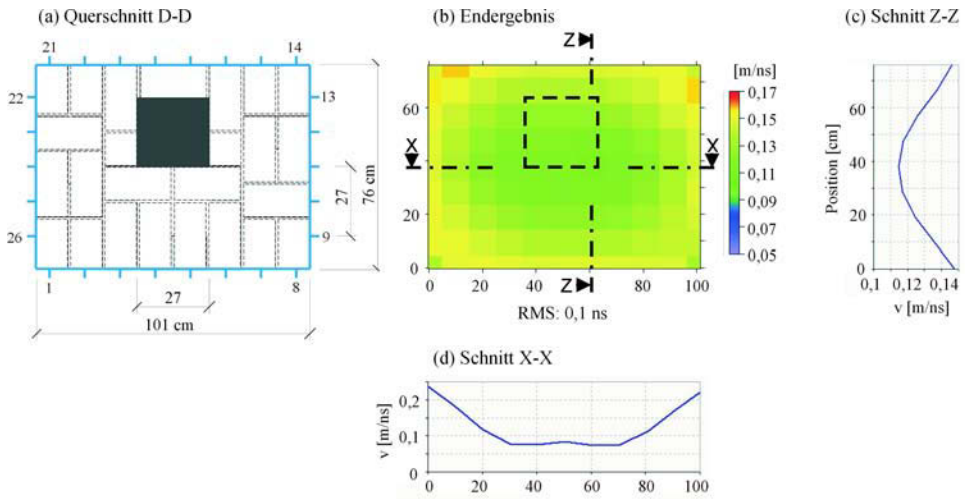 (a) Querschnitt D-D
21
14
22
13
27
76 cm
26
9
1
8
27
101 cm
(b) Endergebnis
Z
X
X
60
40
20
0
0 20 40 60 80 100
Z
RMS: 0,1 ns
[m/ns]
0,17
0,15
0,13
0,11
0,09
0,07
0,05
(c) Schnitt Z-Z
Position [cm]
60
40
20
0
0,1 0,12 0,14
v [m/ns]
(d) Schnitt X-X
v [m/ns]
0,2
0,1
0
0 20 40 60 80 100